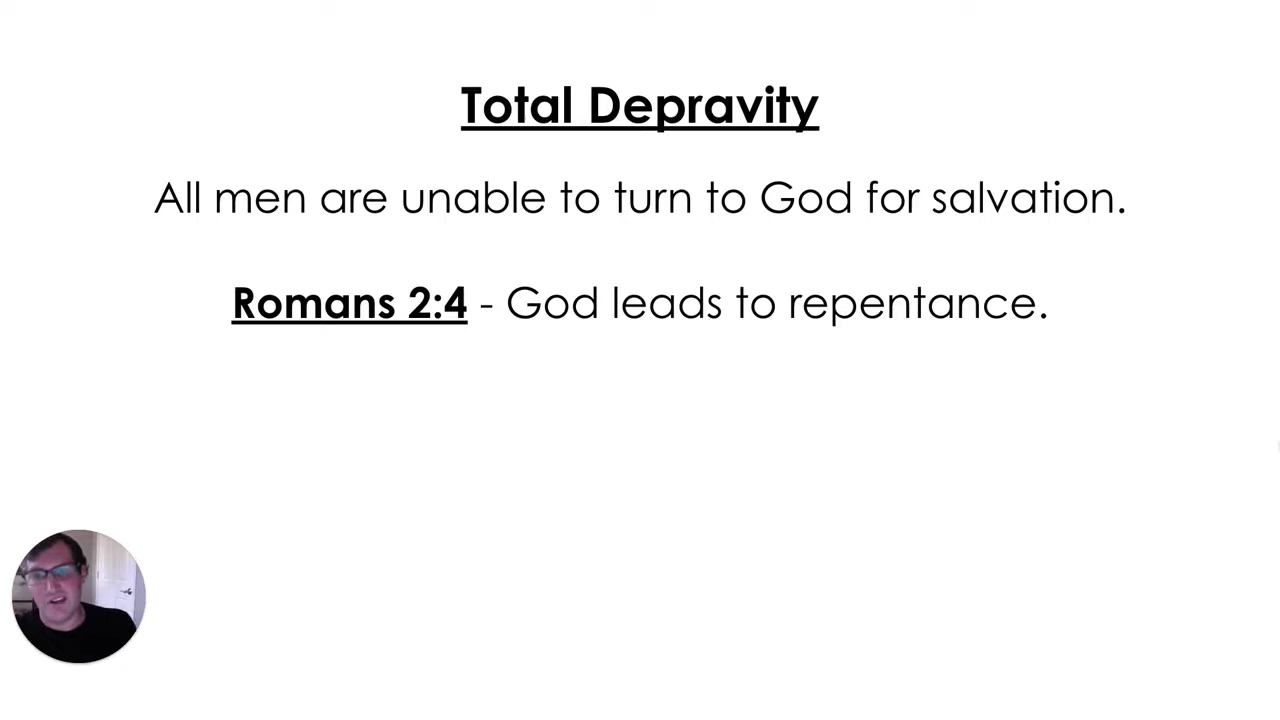 Total Depravity
All men are unable to turn to God for salvation.
Romans 2:4 - God leads to repentance.